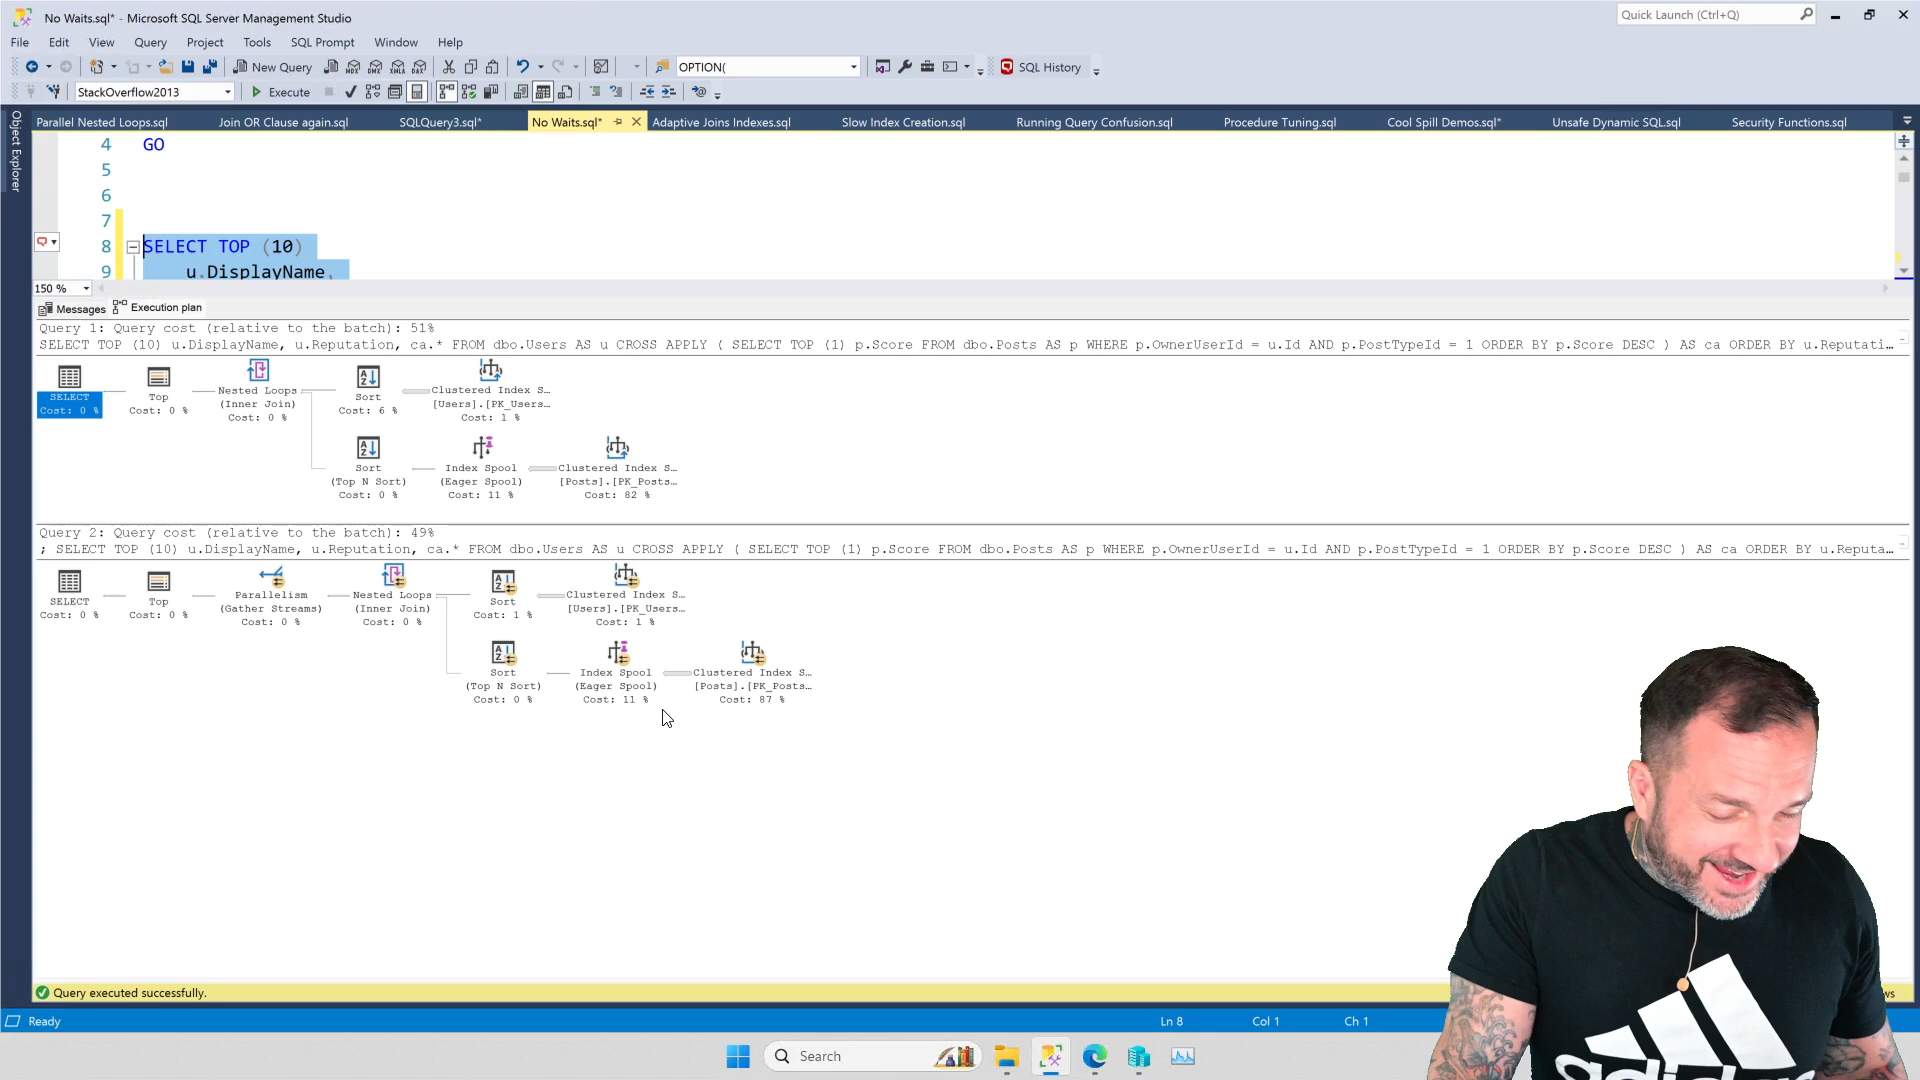 No Waits.sql* - Microsoft SQL Server Management Studio
Quick Launch (Ctrl+Q)
File Edit View Query Project Tools SQL Prompt Window Help
New Query
MDX DMX XMLA DAX
OPTION(
SQL History
StackOverflow2013
Execute
Object Explorer
Parallel Nested Loops.sql Join OR Clause again.sql SQLQuery3.sql* No Waits.sql* Adaptive Joins Indexes.sql Slow Index Creation.sql Running Query Confusion.sql Procedure Tuning.sql Cool Spill Demos.sql* Unsafe Dynamic SQL.sql Security Functions.sql
4 GO
5
6
7
8 SELECT TOP (10)
9 u.DisplayName,
150 %
Messages Execution plan
Query 1: Query cost (relative to the batch): 51%
SELECT TOP (10) u.DisplayName, u.Reputation, ca.* FROM dbo.Users AS u CROSS APPLY ( SELECT TOP (1) p.Score FROM dbo.Posts AS p WHERE p.OwnerUserId = u.Id AND p.PostTypeId = 1 ORDER BY p.Score DESC ) AS ca ORDER BY u.Reputati…
SELECT
Cost: 0 %
Top
Cost: 0 %
Nested Loops
(Inner Join)
Cost: 0 %
Sort
Cost: 6 %
Clustered Index S…
[Users].[PK_Users…
Cost: 1 %
Sort
(Top N Sort)
Cost: 0 %
Index Spool
(Eager Spool)
Cost: 11 %
Clustered Index S…
[Posts].[PK_Posts…
Cost: 82 %
Query 2: Query cost (relative to the batch): 49%
; SELECT TOP (10) u.DisplayName, u.Reputation, ca.* FROM dbo.Users AS u CROSS APPLY ( SELECT TOP (1) p.Score FROM dbo.Posts AS p WHERE p.OwnerUserId = u.Id AND p.PostTypeId = 1 ORDER BY p.Score DESC ) AS ca ORDER BY u.Reputa…
SELECT
Cost: 0 %
Top
Cost: 0 %
Parallelism
(Gather Streams)
Cost: 0 %
Nested Loops
(Inner Join)
Cost: 0 %
Sort
Cost: 1 %
Clustered Index S…
[Users].[PK_Users…
Cost: 1 %
Sort
(Top N Sort)
Cost: 0 %
Index Spool
(Eager Spool)
Cost: 11 %
Clustered Index S…
[Posts].[PK_Posts…
Cost: 87 %
Query executed successfully.
Ready
Ln 8 Col 1 Ch 1
Search
adidas